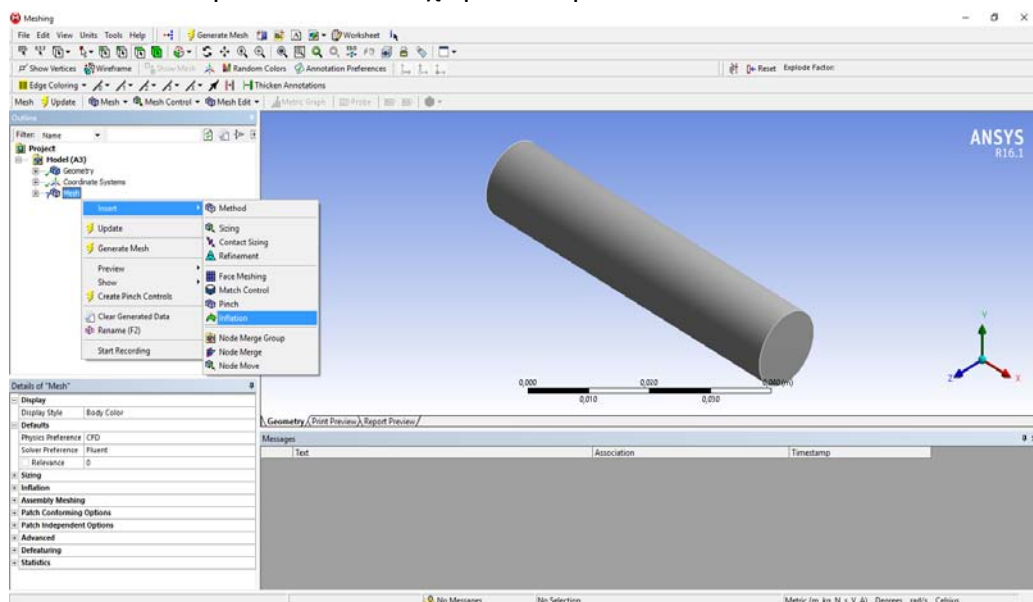 Meshing
File Edit View Units Tools Help Generate Mesh Worksheet
Show Vertices Wireframe Show Mesh Random Colors Annotation Preferences Reset Explode Factor:
Edge Coloring Thicken Annotations
Mesh Update Mesh Mesh Control Mesh Edit Metric Graph Probe
Outline
Filter: Name
Project
Model (A3)
Geometry
Coordinate Systems
Mesh
Insert
Update
Generate Mesh
Preview
Show
Create Pinch Controls
Clear Generated Data
Rename (F2)
Start Recording
Method
Sizing
Contact Sizing
Refinement
Face Meshing
Match Control
Pinch
Inflation
Node Merge Group
Node Merge
Node Move
ANSYS
R16.1
Y
Z X
0,000 0,020 0,040 (m)
0,010 0,030
Geometry Print Preview Report Preview
Details of "Mesh"
Display
Display Style Body Color
Defaults
Physics Preference CFD
Solver Preference Fluent
Relevance 0
Sizing
Inflation
Assembly Meshing
Patch Conforming Options
Patch Independent Options
Advanced
Defeaturing
Statistics
Messages
Text Association Timestamp
No Messages No Selection Metric (m, kg, N, s, V, A) Degrees rad/s Celsius